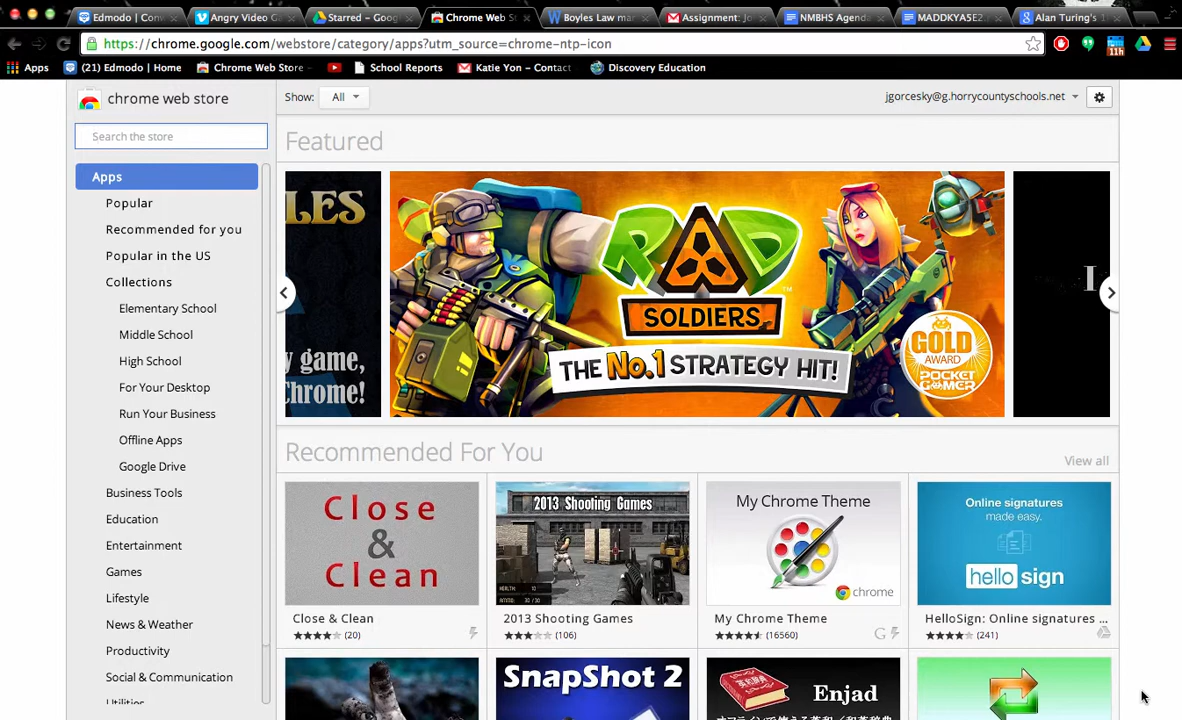 Edmodo | Con
Angry Video G
Starred – Goog
Chrome Web St
Boyles Law ma
Assignment: Jo
NMBHS Agenda
MADDKYA5E2.
Alan Turing's 1
https://chrome.google.com/webstore/category/apps?utm_source=chrome-ntp-icon
11h
Apps
(21) Edmodo | Home
Chrome Web Store
School Reports
Katie Yon – Contact
Discovery Education
chrome web store
Show: All
jgorcesky@g.horrycountyschools.net
Search the store
Featured
Apps
Popular
Recommended for you
Popular in the US
Collections
Elementary School
Middle School
High School
For Your Desktop
Run Your Business
Offline Apps
Google Drive
Business Tools
Education
Entertainment
Games
Lifestyle
News & Weather
Productivity
Social & Communication
Utilities
LES
y game,
Chrome!
RAD
SOLDIERS
THE No.1 STRATEGY HIT!
GOLD
AWARD
POCKET
GAMER
I
Recommended For You
View all
Close
&
Clean
Close & Clean
(20)
2013 Shooting Games
2013 Shooting Games
(106)
My Chrome Theme
chrome
My Chrome Theme
(16560)
Online signatures
made easy.
hello sign
HelloSign: Online signatures ...
(241)
SnapShot 2
Enjad